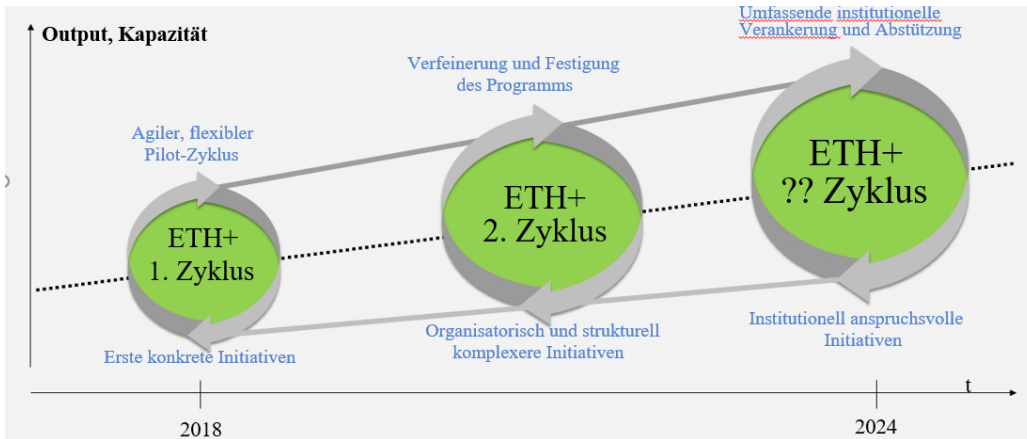 Output, Kapazität
Umfassende institutionelle
Verankerung und Abstützung
Verfeinerung und Festigung
des Programms
Agiler, flexibler
Pilot-Zyklus
ETH+
1. Zyklus
ETH+
2. Zyklus
ETH+
?? Zyklus
Erste konkrete Initiativen
Organisatorisch und strukturell
komplexere Initiativen
Institutionell anspruchsvolle
Initiativen
t
2018
2024